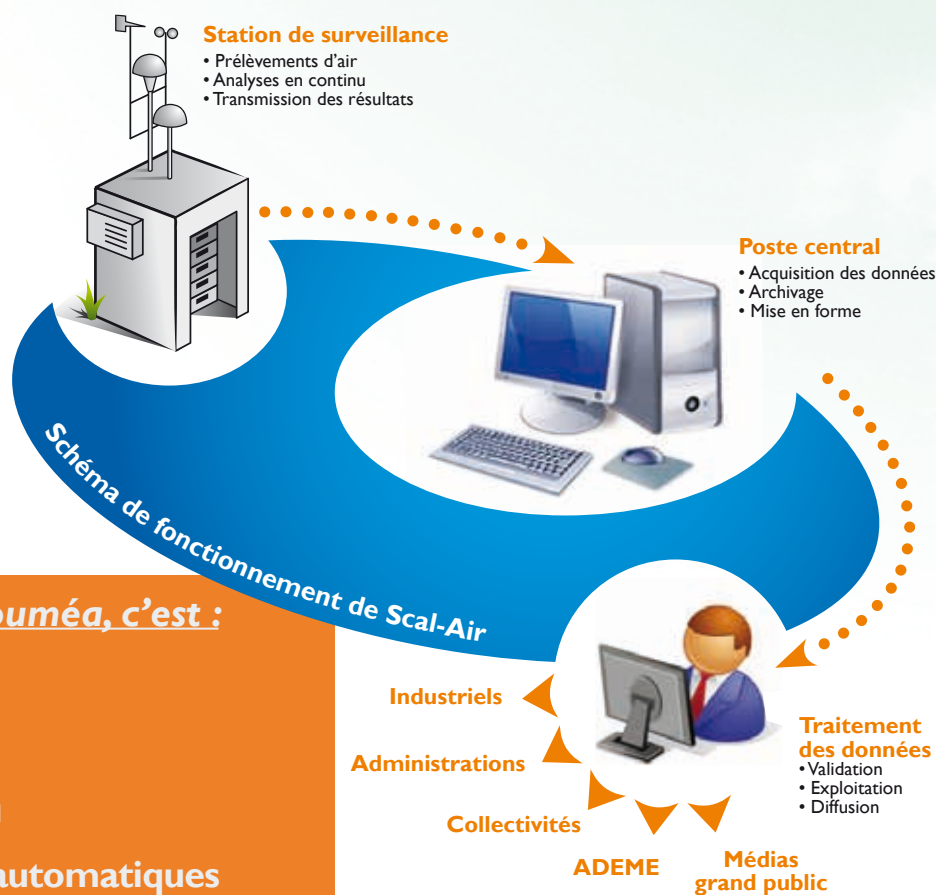 Station de surveillance
• Prélèvements d'air
• Analyses en continu
• Transmission des résultats
Poste central
• Acquisition des données
• Archivage
• Mise en forme
Schéma de fonctionnement de Scal-Air
c'est :
Industriels
Administrations
Collectivités
ADEME
Médias
grand public
Traitement
des données
• Validation
• Exploitation
• Diffusion
automatiques